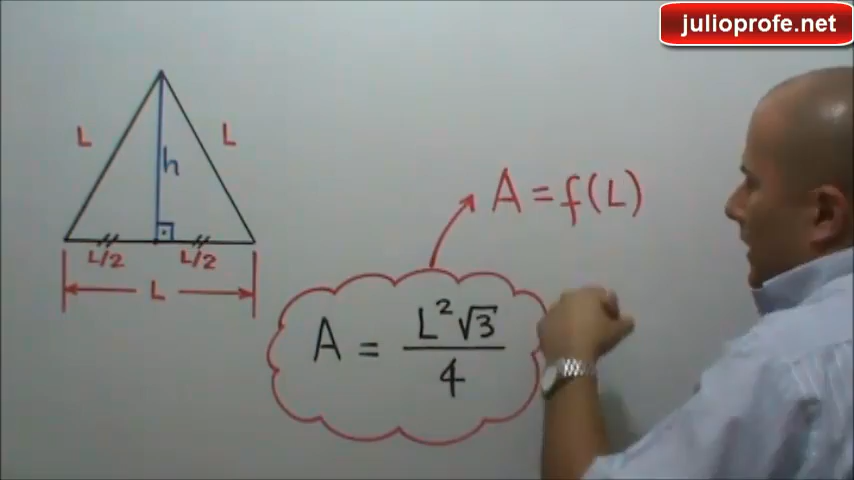 julioprofe.net
L
L
h
L/2
L/2
L
A = f(L)
A = L²√3/4